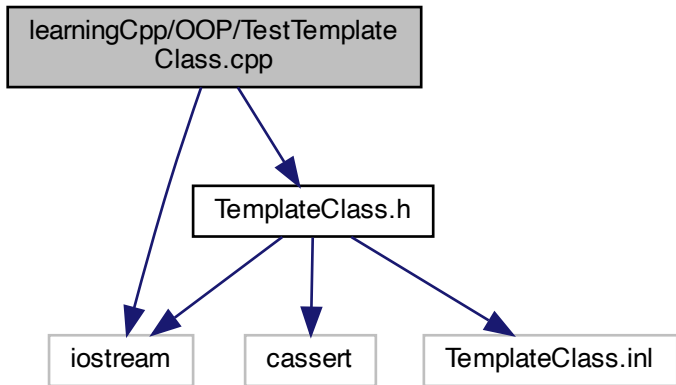 learningCpp/OOP/TestTemplate
Class.cpp
TemplateClass.h
iostream
cassert
TemplateClass.inl